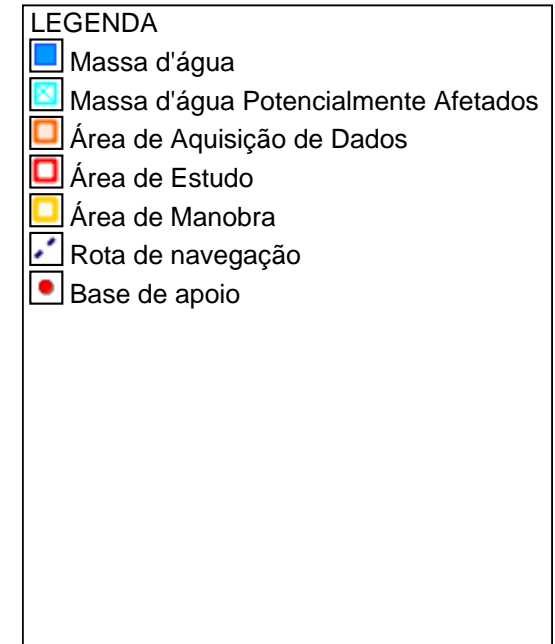 LEGENDA
Massa d'água
Massa d'água Potencialmente Afetados
Área de Aquisição de Dados
Área de Estudo
Área de Manobra
Rota de navegação
Base de apoio